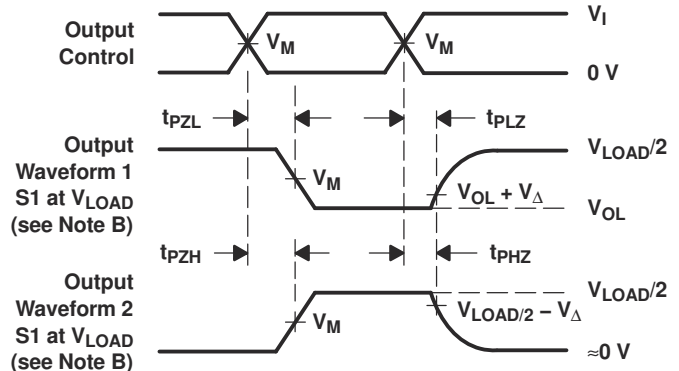 Output
Control
V_M
V_M
V_I
0 V
t_PZL
t_PLZ
Output
Waveform 1
S1 at V_LOAD
(see Note B)
V_M
V_OL + V_Δ
V_LOAD/2
V_OL
t_PZH
t_PHZ
Output
Waveform 2
S1 at V_LOAD
(see Note B)
V_M
V_LOAD/2 − V_Δ
V_LOAD/2
≈0 V